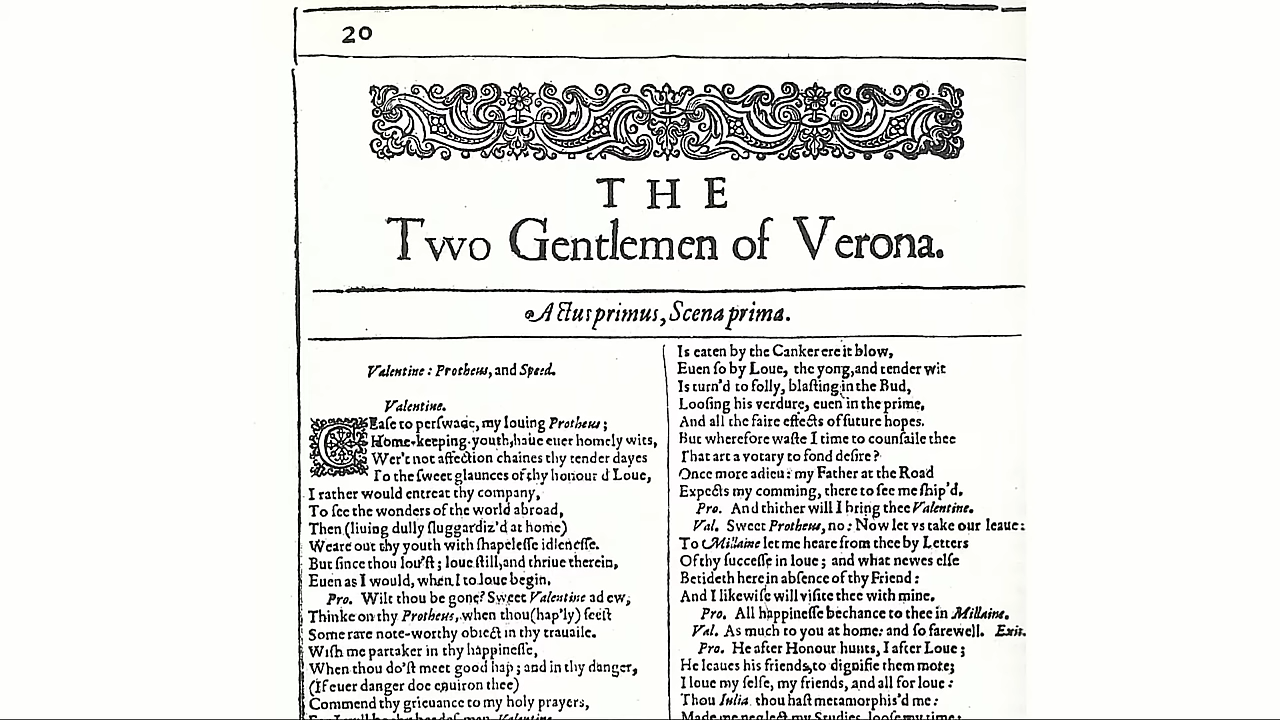 20
THE
Two Gentlemen of Verona.
Actus primus, Scena prima.
Valentine: Protheus, and Speed.
Valentine.
CEase to perswade, my louing Protheus;
Home-keeping youth, haue euer homely wits,
Wer't not affection chaines thy tender dayes
To the sweet glaunces of thy honour'd Loue,
I rather would entreat thy company,
To see the wonders of the world abroad,
Then (liuing dully sluggardiz'd at home)
Weare out thy youth with shapelesse idlenesse.
But since thou lou'st; loue still, and thriue therein,
Euen as I would, when I to loue begin.
Pro. Wilt thou be gone? Sweet Valentine adew,
Thinke on thy Protheus, when thou (hap'ly) seest
Some rare note-worthy obiect in thy trauaile.
Wish me partaker in thy happinesse,
When thou do'st meet good hap; and in thy danger,
(If euer danger doe enuiron thee)
Commend thy grieuance to my holy prayers,
Valentine.
Is eaten by the Canker ere it blow,
Euen so by Loue, the yong, and tender wit
Is turn'd to folly, blasting in the Bud,
Loosing his verdure, euen in the prime,
And all the faire effects of future hopes.
But wherefore waste I time to counsaile thee
That art a votary to fond desire?
Once more adieu: my Father at the Road
Expects my comming, there to see me ship'd.
Pro. And thither will I bring thee Valentine.
Val. Sweet Protheus, no: Now let vs take our leaue:
To Millaine let me heare from thee by Letters
Of thy successe in loue; and what newes else
Betideth here in absence of thy Friend:
And I likewise will visite thee with mine.
Pro. All happinesse bechance to thee in Millaine.
Val. As much to you at home: and so farewell. Exit.
Pro. He after Honour hunts, I after Loue;
He leaues his friends, to dignifie them more;
I loue my selfe, my friends, and all for loue:
Thou Iulia thou hast metamorphis'd me:
Made me neglect my Studies, loose my time;